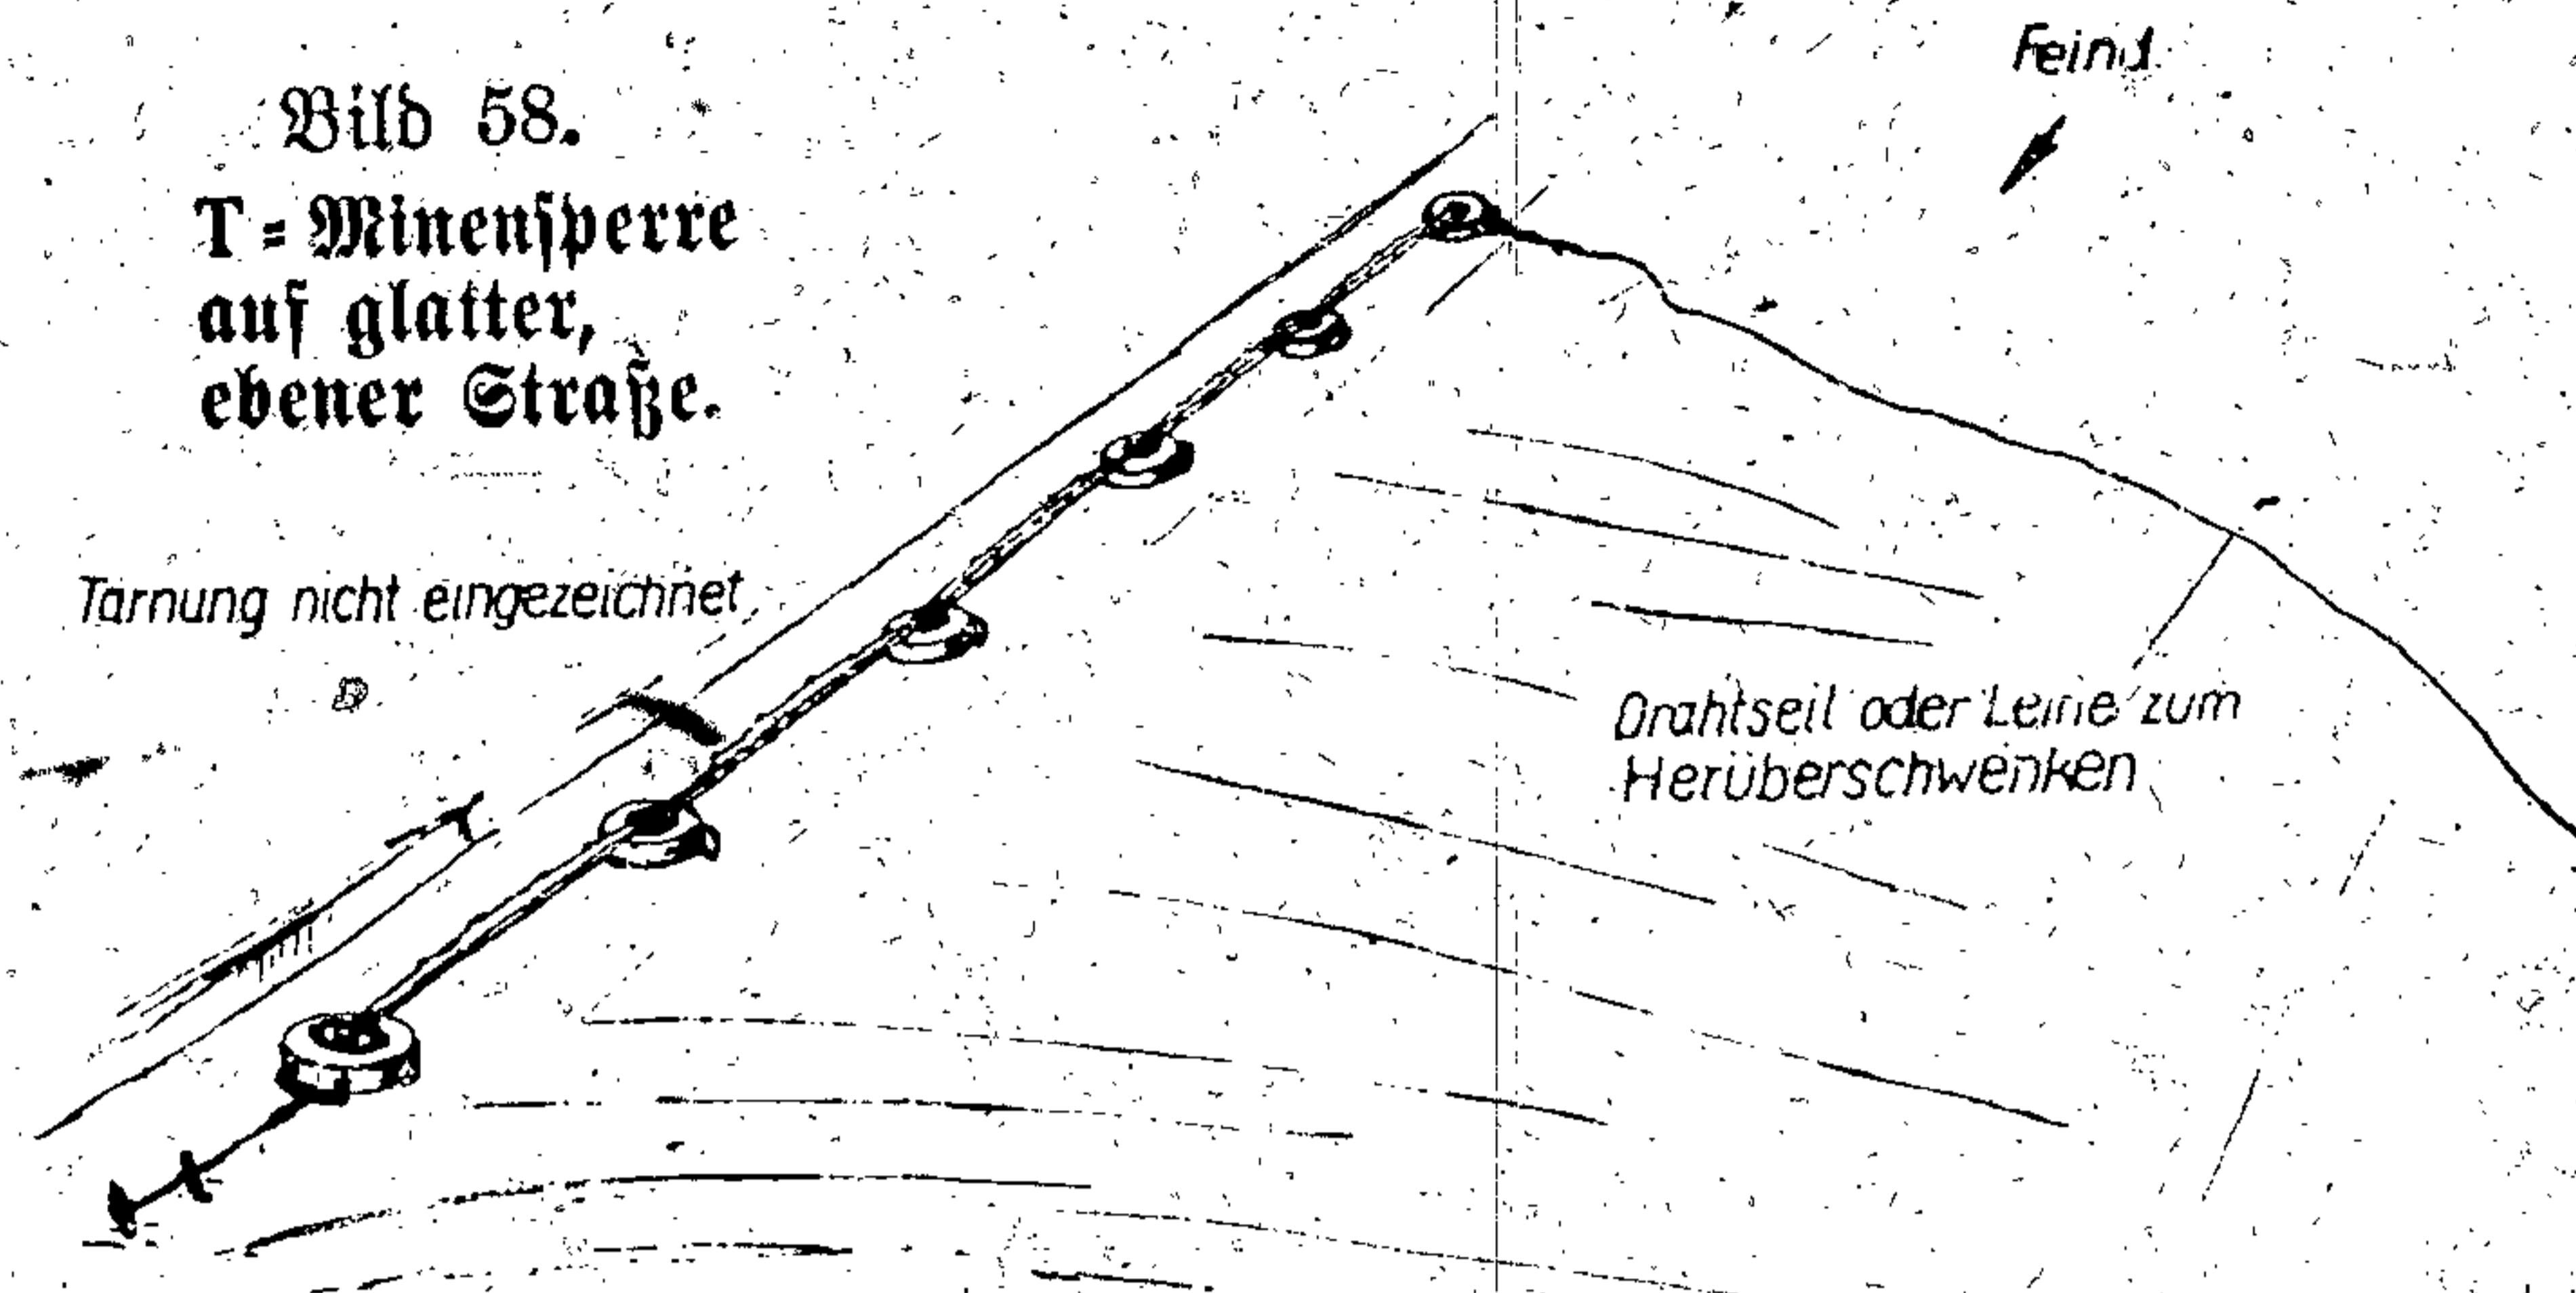 Bild 58.
T=Minensperre
auf glatter,
ebener Straße.
Feind
Tarnung nicht eingezeichnet
Drahtseil oder Leine zum
Herüberschwenken